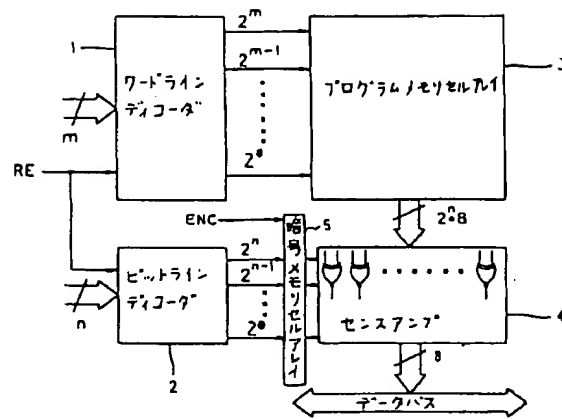 1
ワードライン
ディコーダ
m
RE
2^m
2^{m-1}
2^0
プログラムメモリセルアレイ
3
2^n・8
ENC
5
暗号メモリセルアレイ
ビットライン
ディコーダ
n
2
2^n
2^{n-1}
2^0
センスアンプ
4
8
データバス